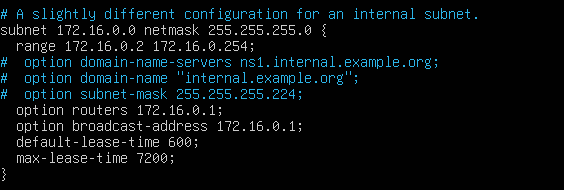 # A slightly different configuration for an internal subnet.
subnet 172.16.0.0 netmask 255.255.255.0 {
  range 172.16.0.2 172.16.0.254;
#  option domain-name-servers ns1.internal.example.org;
#  option domain-name "internal.example.org";
#  option subnet-mask 255.255.255.224;
  option routers 172.16.0.1;
  option broadcast-address 172.16.0.1;
  default-lease-time 600;
  max-lease-time 7200;
}